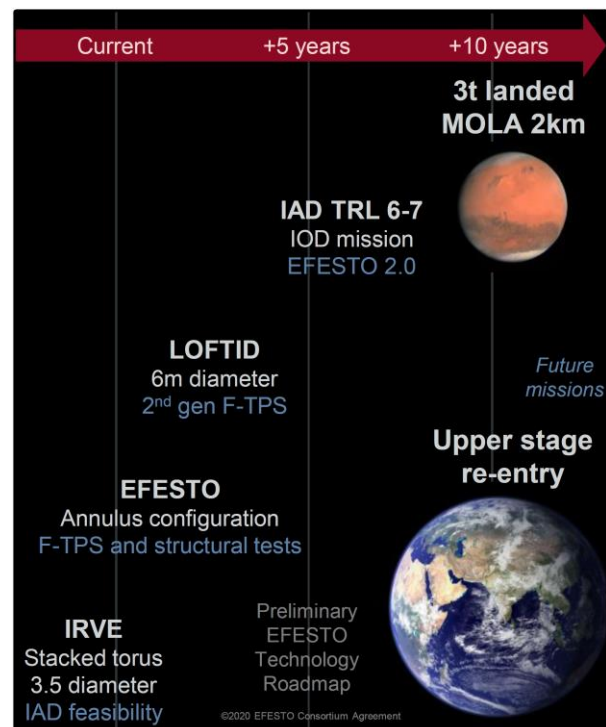 Current +5 years +10 years
3t landed
MOLA 2km
IAD TRL 6-7
IOD mission
EFESTO 2.0
LOFTID
6m diameter
2nd gen F-TPS
Future
missions
Upper stage
re-entry
EFESTO
Annulus configuration
F-TPS and structural tests
IRVE
Stacked torus
3.5 diameter
IAD feasibility
Preliminary
EFESTO
Technology
Roadmap
©2020 EFESTO Consortium Agreement